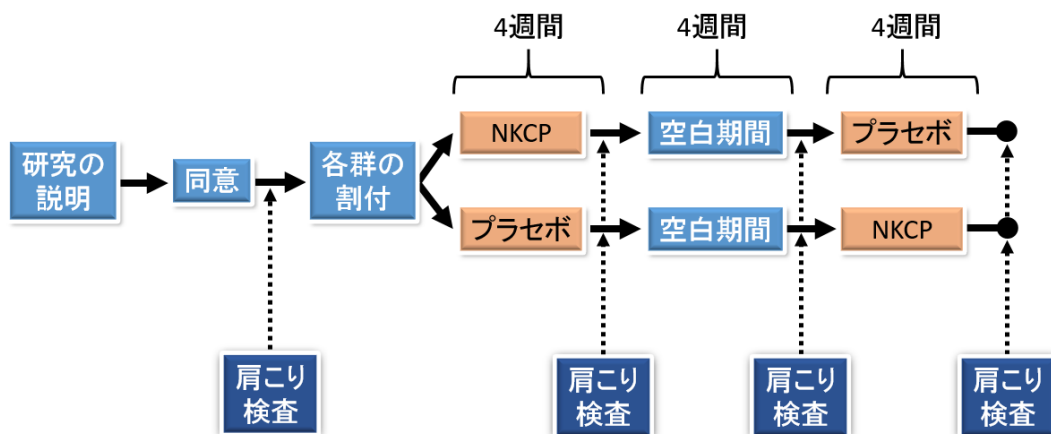 4週間
4週間
4週間
NKCP
空白期間
プラセボ
研究の
説明
同意
各群の
割付
プラセボ
空白期間
NKCP
肩こり
検査
肩こり
検査
肩こり
検査
肩こり
検査